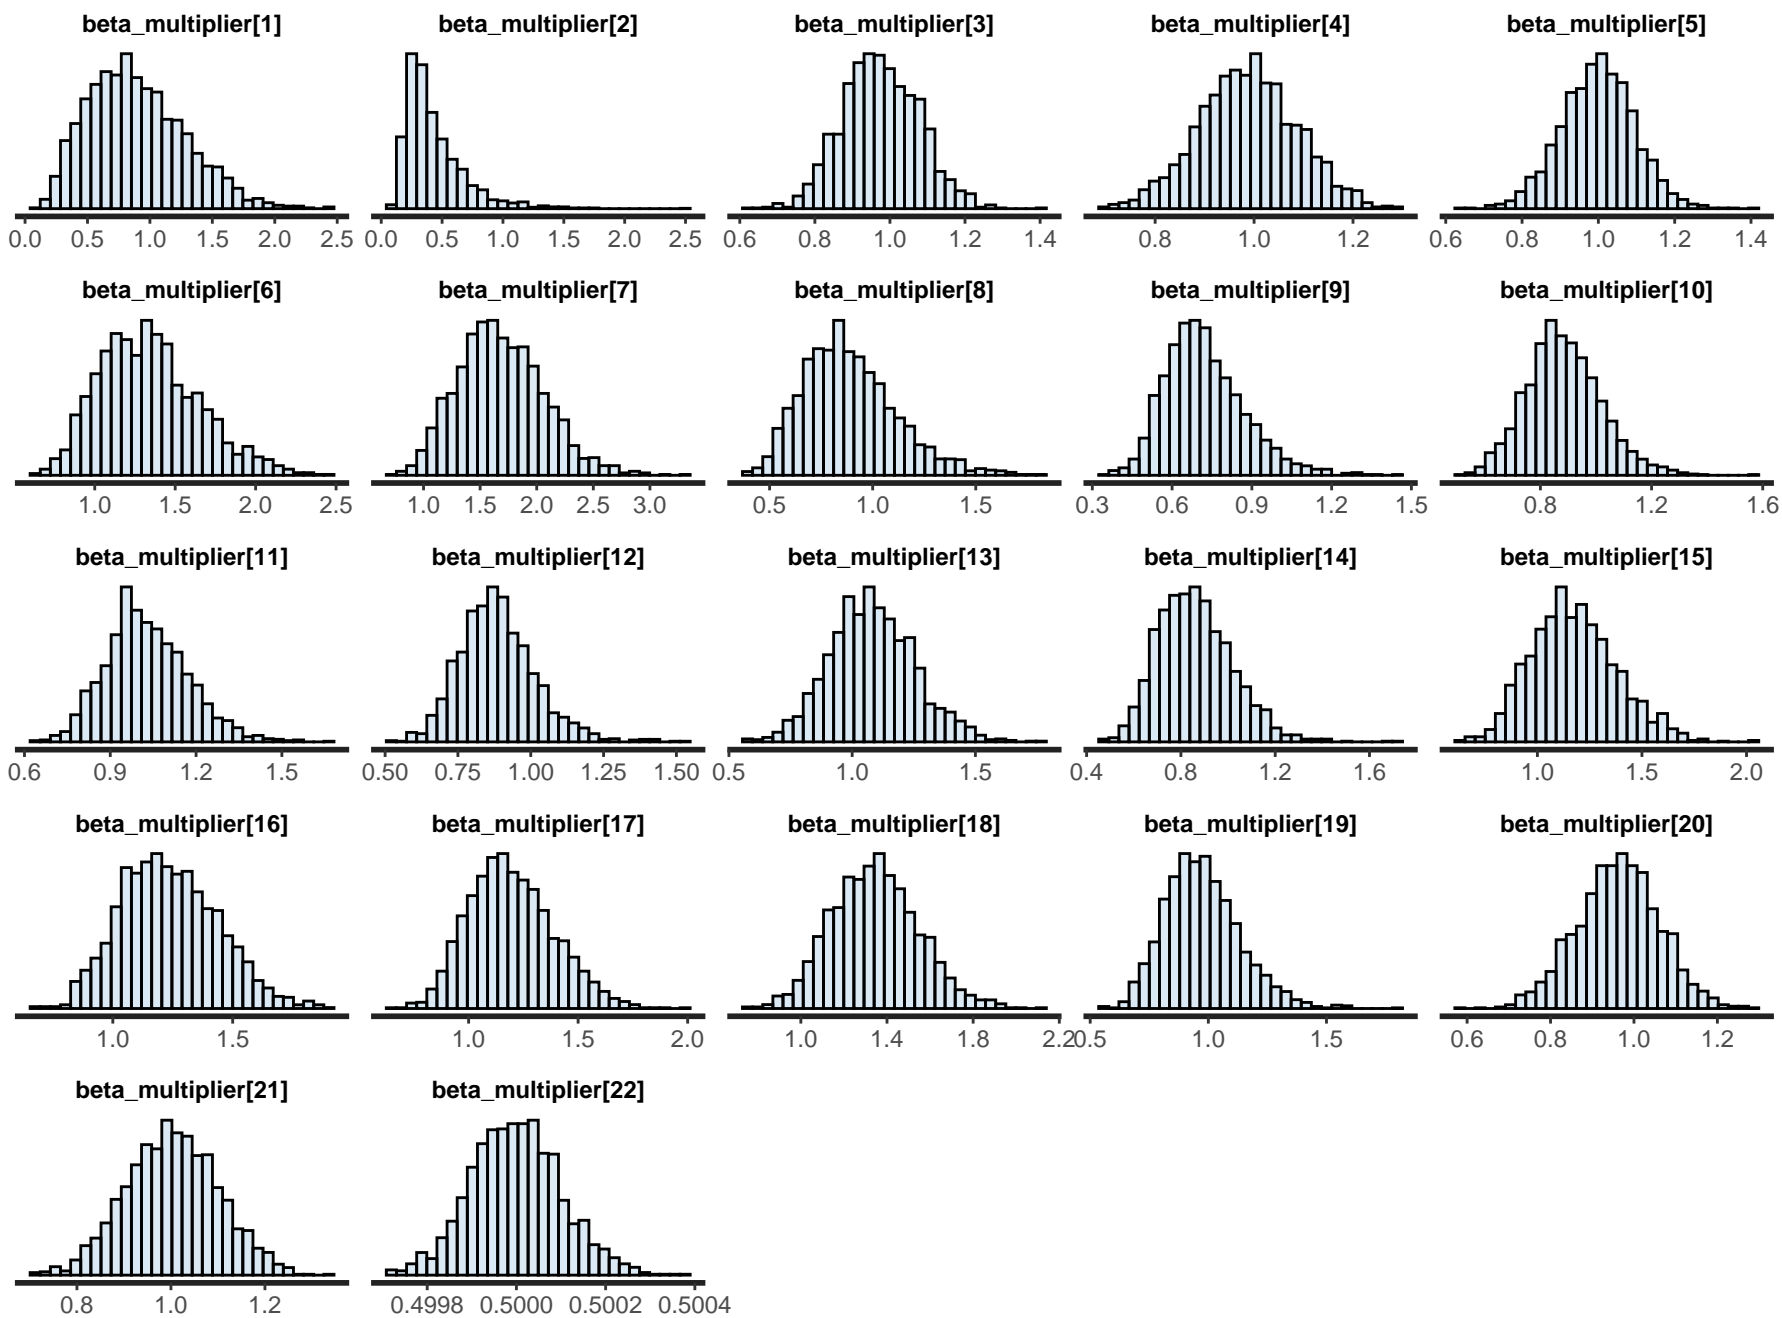 beta_multiplier[1] beta_multiplier[2] beta_multiplier[3] beta_multiplier[4] beta_multiplier[5]
0.0 0.5 1.0 1.5 2.0 2.5 0.0 0.5 1.0 1.5 2.0 2.5 0.6 0.8 1.0 1.2 1.4 0.8 1.0 1.2 0.6 0.8 1.0 1.2 1.4
beta_multiplier[6] beta_multiplier[7] beta_multiplier[8] beta_multiplier[9] beta_multiplier[10]
1.0 1.5 2.0 2.5 1.0 1.5 2.0 2.5 3.0 0.5 1.0 1.5 0.3 0.6 0.9 1.2 1.5 0.8 1.2 1.6
beta_multiplier[11] beta_multiplier[12] beta_multiplier[13] beta_multiplier[14] beta_multiplier[15]
0.6 0.9 1.2 1.5 0.50 0.75 1.00 1.25 1.50 0.5 1.0 1.5 0.4 0.8 1.2 1.6 1.0 1.5 2.0
beta_multiplier[16] beta_multiplier[17] beta_multiplier[18] beta_multiplier[19] beta_multiplier[20]
1.0 1.5 1.0 1.5 2.0 1.0 1.4 1.8 2.2 0.5 1.0 1.5 0.6 0.8 1.0 1.2
beta_multiplier[21] beta_multiplier[22]
0.8 1.0 1.2 0.4998 0.5000 0.5002 0.5004